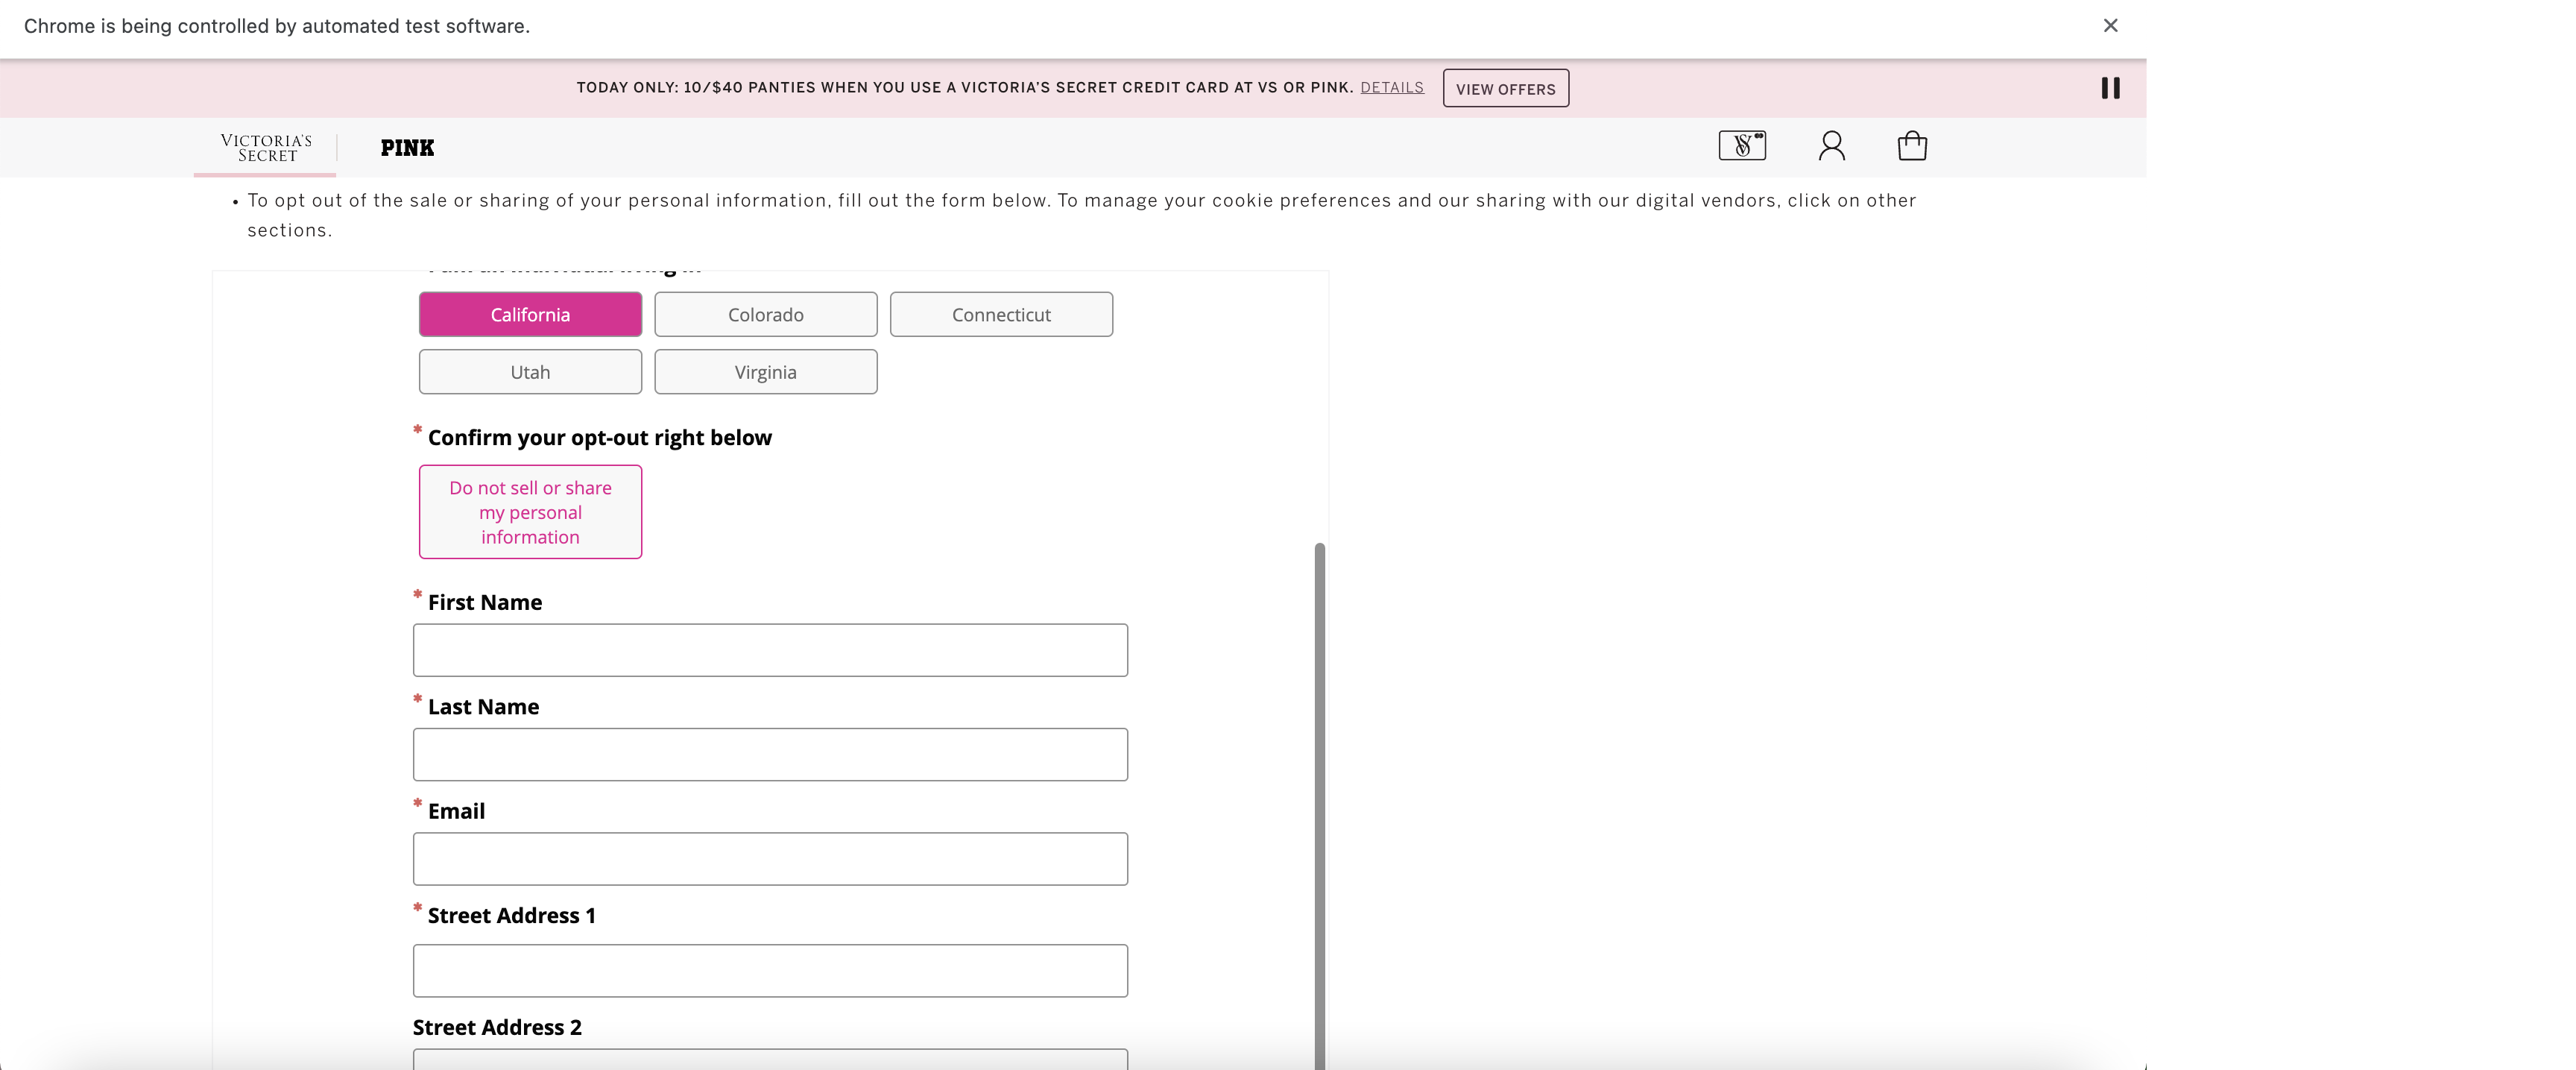 Chrome is being controlled by automated test software.
TODAY ONLY: 10/$40 PANTIES WHEN YOU USE A VICTORIA'S SECRET CREDIT CARD AT VS OR PINK. DETAILS VIEW OFFERS
VICTORIA'S
SECRET
PINK
VS
• To opt out of the sale or sharing of your personal information, fill out the form below. To manage your cookie preferences and our sharing with our digital vendors, click on other
sections.
California Colorado Connecticut
Utah Virginia
* Confirm your opt-out right below
Do not sell or share
my personal
information
* First Name
* Last Name
* Email
* Street Address 1
Street Address 2